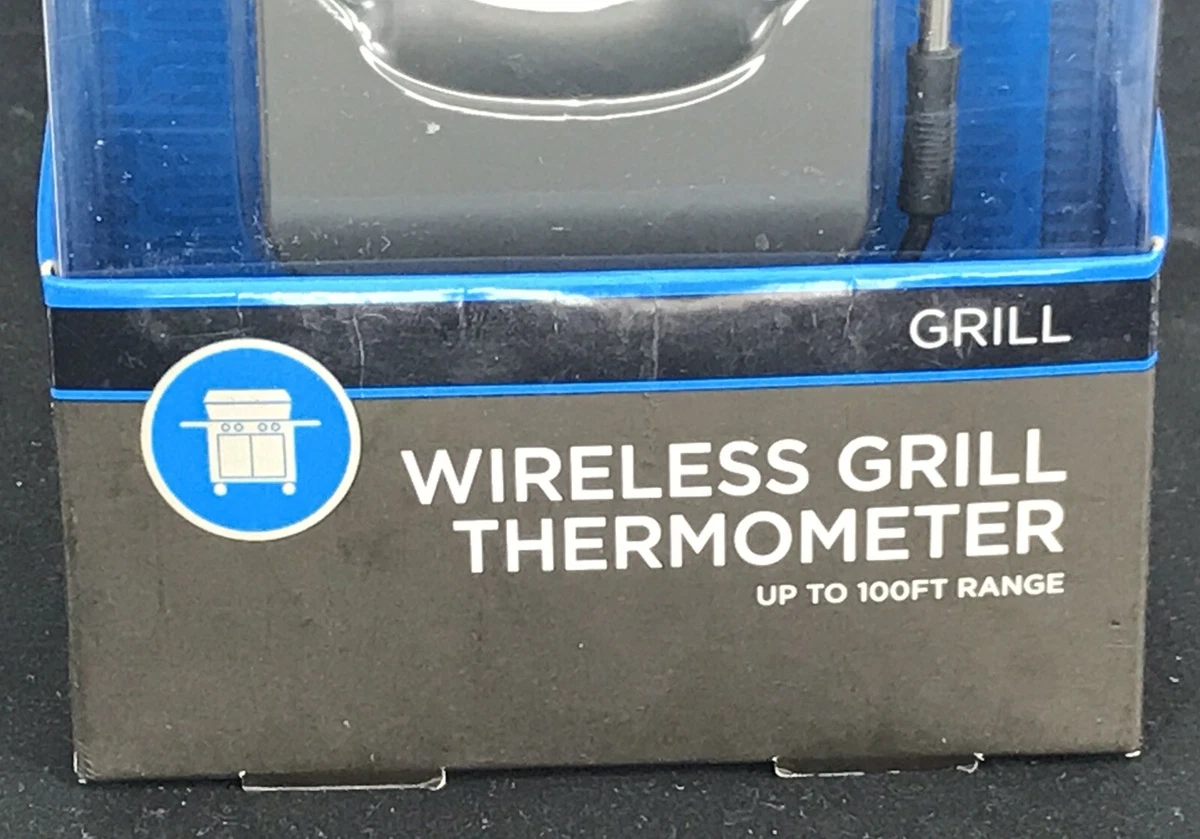 GRILL
WIRELESS GRILL
THERMOMETER
UP TO 100FT RANGE